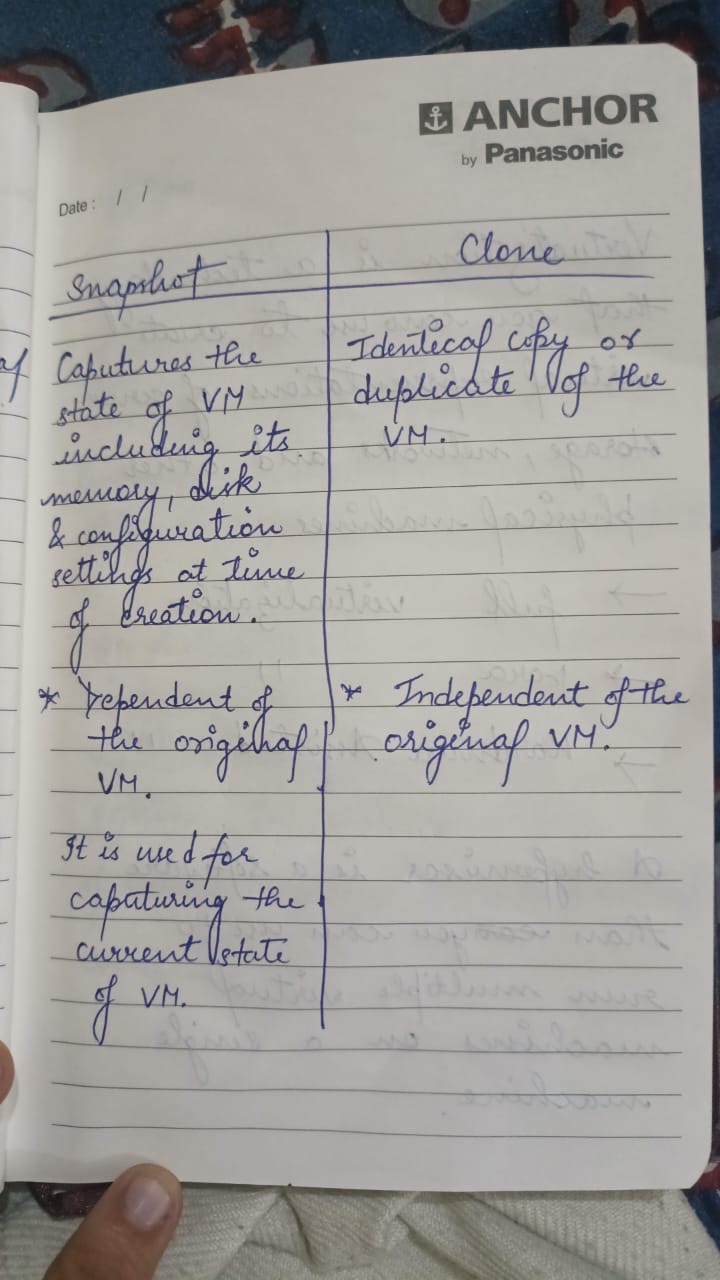 ANCHOR
by Panasonic
Date : / /
Snapshot
Caputures the
state of VM
including its
memory, disk
& configuration
settings at time
of creation.
* Dependent of
the original
VM.
It is used for
caputuring the
current state
of VM.
Clone
Identical copy or
duplicate of the
VM.
* Independent of the
original VM.